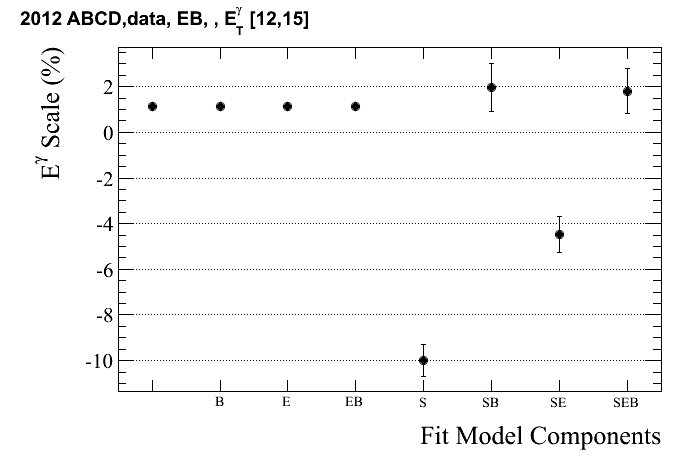 2012 ABCD,data, EB, , E_T^γ [12,15]
E^γ Scale (%)
2
0
-2
-4
-6
-8
-10
B E EB S SB SE SEB
Fit Model Components